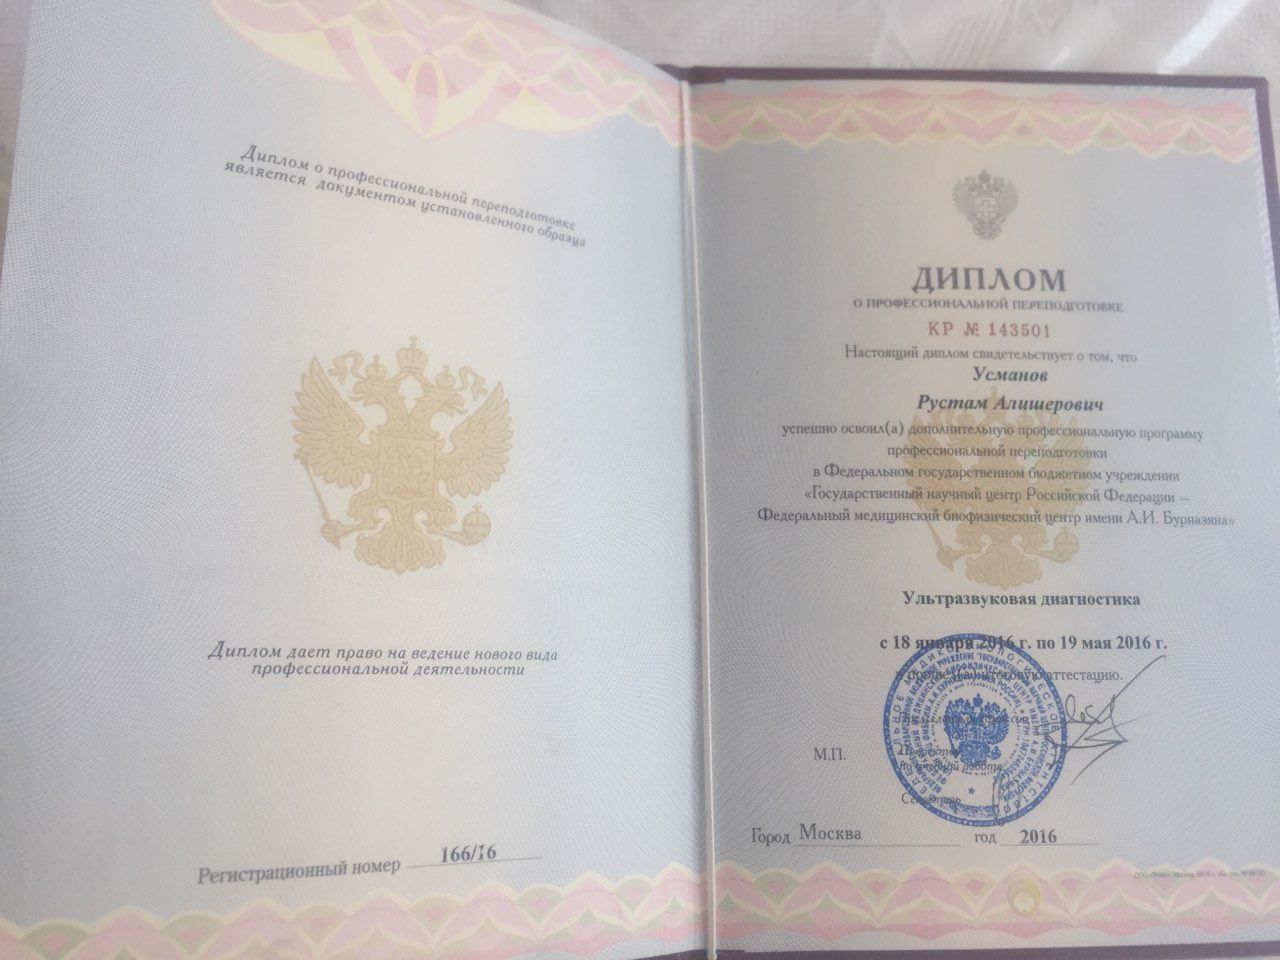 Диплом о профессиональной переподготовке
является документом установленного образца
Диплом дает право на ведение нового вида
профессиональной деятельности
Регистрационный номер 166/16
ДИПЛОМ
О ПРОФЕССИОНАЛЬНОЙ ПЕРЕПОДГОТОВКЕ
КР № 143501
Настоящий диплом свидетельствует о том, что
Усманов
Рустам Алишерович
успешно освоил(а) дополнительную профессиональную программу
профессиональной переподготовки
в Федеральном государственном бюджетном учреждении
«Государственный научный центр Российской Федерации –
Федеральный медицинский биофизический центр имени А.И. Бурназяна»
Ультразвуковая диагностика
с 18 января 2016 г. по 19 мая 2016 г.
итоговую аттестацию.
М.П.
Секретарь
Город Москва год 2016